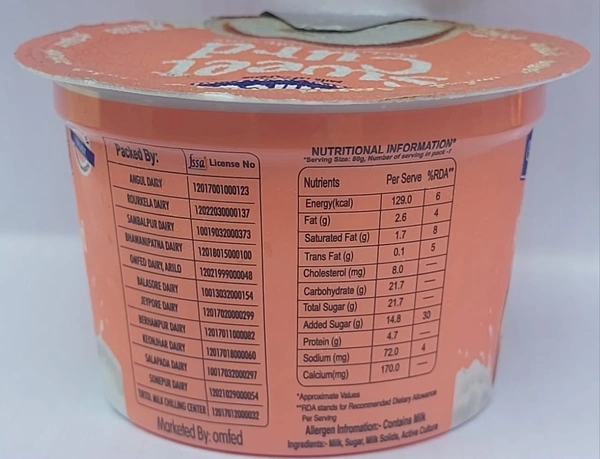 Sweet
Curd
Packed By:
fssai License No
ANGUL DAIRY 12017001000123
ROURKELA DAIRY 12022030000137
SAMBALPUR DAIRY 10019032000373
BHAWANIPATNA DAIRY 12018015000100
OMFED DAIRY, ARILO 12021999000048
BALASORE DAIRY 10013032000154
JEYPORE DAIRY 12017020000299
BERHAMPUR DAIRY 12017011000082
KEONJHAR DAIRY 12017018000060
SALAPADA DAIRY 10017032000297
SONEPUR DAIRY 12021029000054
MILK CHILLING CENTER 12017012000032
Marketed By: omfed
NUTRITIONAL INFORMATION*
*Serving Size: 80g, Number of serving in pack -1
Nutrients Per Serve %RDA**
Energy(kcal) 129.0 6
Fat (g) 2.6 4
Saturated Fat (g) 1.7 8
Trans Fat (g) 0.1 5
Cholesterol (mg) 8.0 —
Carbohydrate (g) 21.7 —
Total Sugar (g) 21.7 —
Added Sugar (g) 14.8 30
Protein (g) 4.7 —
Sodium (mg) 72.0 4
Calcium(mg) 170.0 —
*Approximate Values
**RDA stands for Recommended Dietary Allowance
Per Serving
Allergen Infromation:- Contains Milk
Ingredients:- Milk, Sugar, Milk Solids, Active Culture